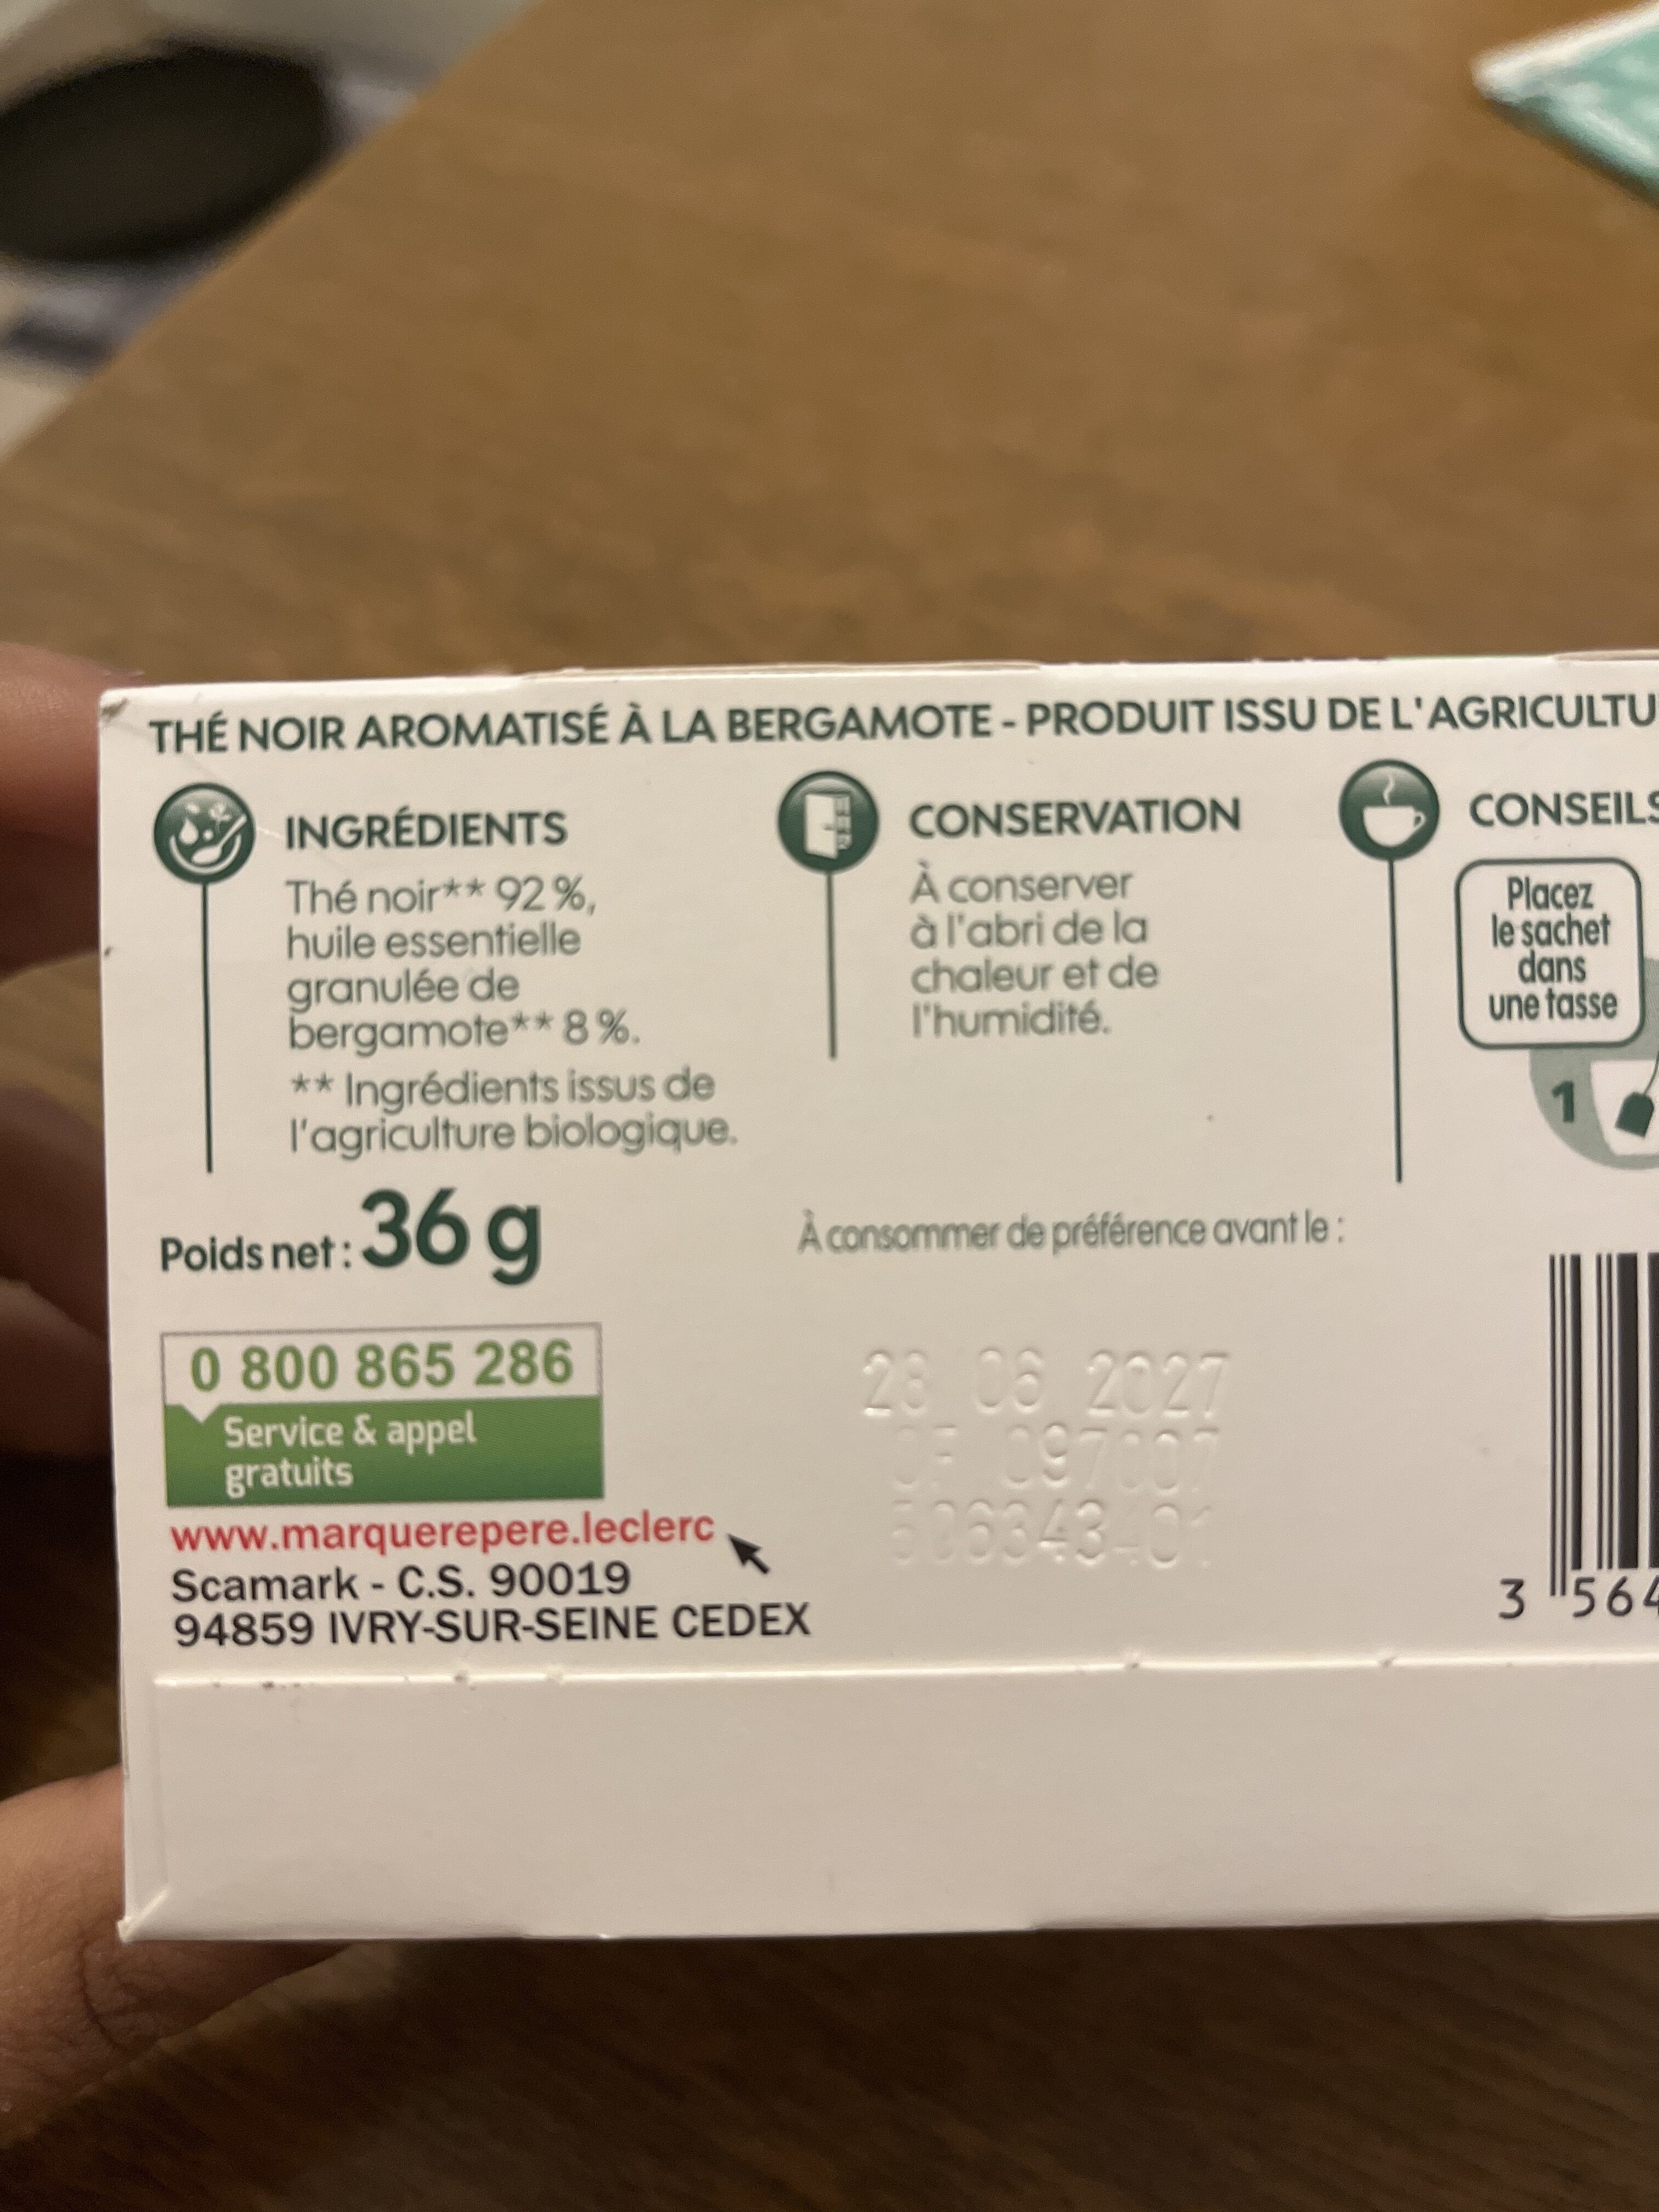 THÉ NOIR AROMATISÉ À LA BERGAMOTE - PRODUIT ISSU DE L'AGRICULTU
INGRÉDIENTS
Thé noir** 92 %,
huile essentielle
granulée de
bergamote** 8 %.
** Ingrédients issus de
l'agriculture biologique.
CONSERVATION
À conserver
à l'abri de la
chaleur et de
l'humidité.
CONSEILS
Placez
le sachet
dans
une tasse
1
Poids net : 36 g
À consommer de préférence avant le :
06 2027
0 800 865 286
Service & appel
gratuits
www.marquerepere.leclerc
Scamark - C.S. 90019
94859 IVRY-SUR-SEINE CEDEX
3 564